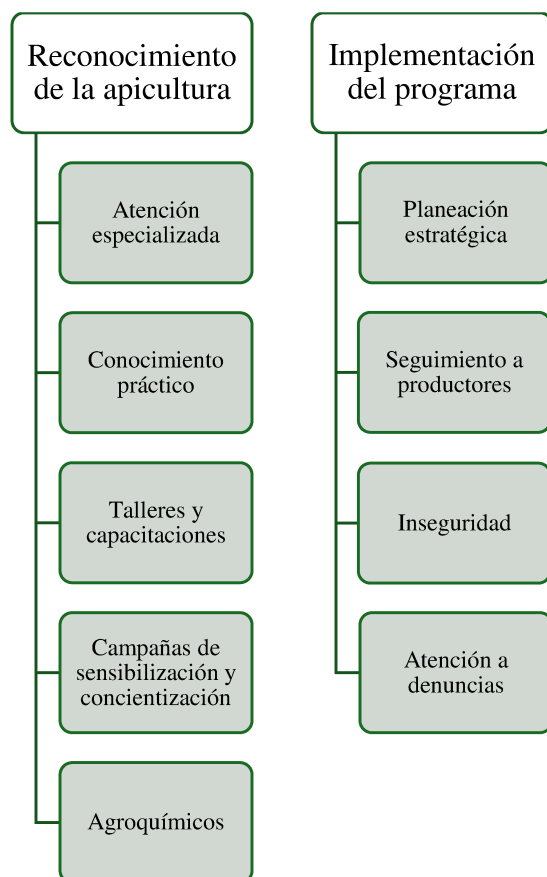 Reconocimiento
de la apicultura
Atención
especializada
Conocimiento
práctico
Talleres y
capacitaciones
Campañas de
sensibilización y
concientización
Agroquímicos
Implementación
del programa
Planeación
estratégica
Seguimiento a
productores
Inseguridad
Atención a
denuncias